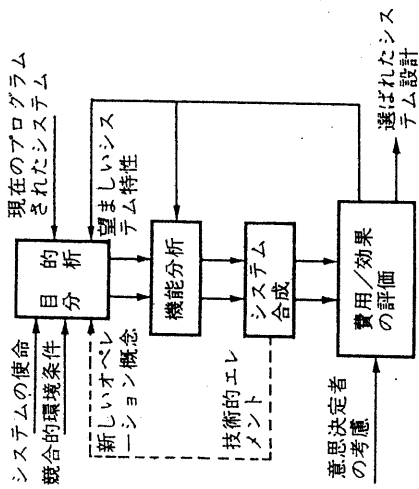 システムの使命
競合的環境条件
現在のプログラム
されたシステム
目的
分析
新しいオペレ
ーション概念
望ましいシス
テム特性
機能分析
技術的エレ
メント
システム
合成
意思決定者
の考慮
費用／効果
の評価
選ばれたシス
テム設計